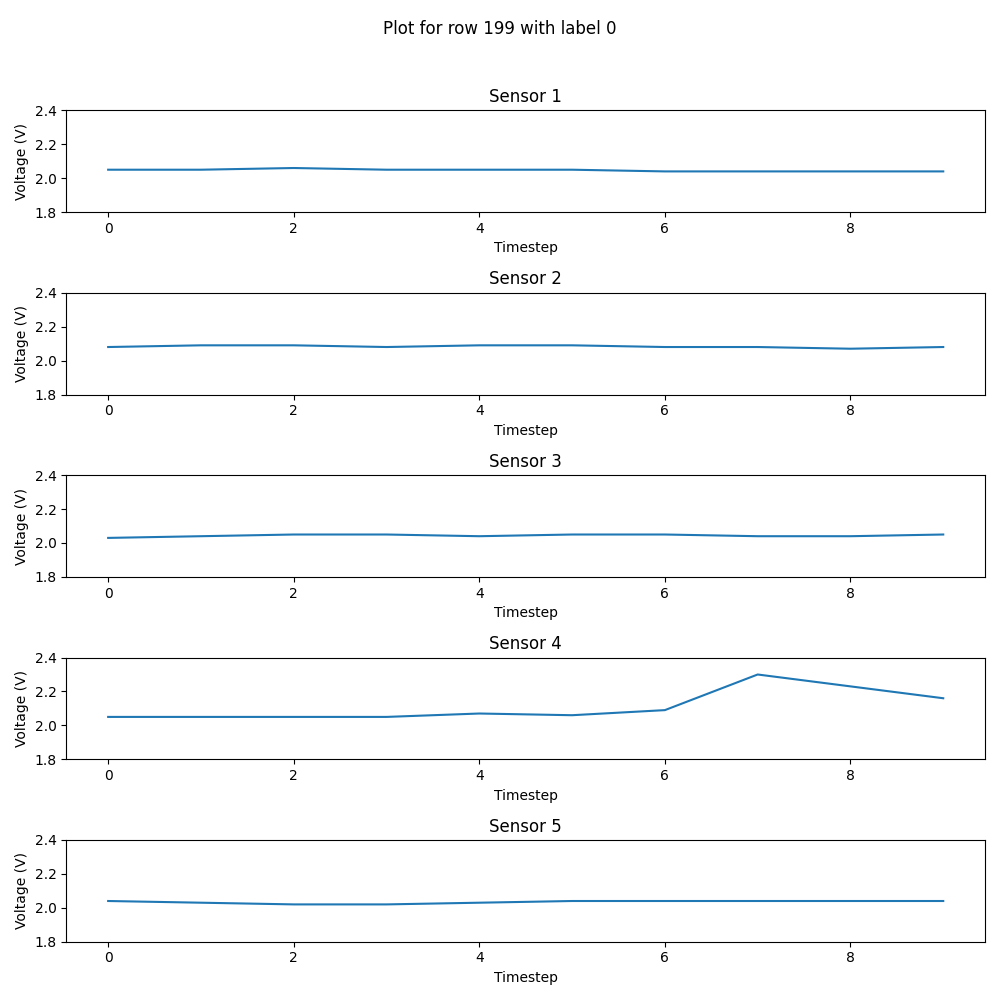 Plot for row 199 with label 0
Sensor 1
Voltage (V)
2.4
2.2
2.0
1.8
0 2 4 6 8
Timestep
Sensor 2
Voltage (V)
2.4
2.2
2.0
1.8
0 2 4 6 8
Timestep
Sensor 3
Voltage (V)
2.4
2.2
2.0
1.8
0 2 4 6 8
Timestep
Sensor 4
Voltage (V)
2.4
2.2
2.0
1.8
0 2 4 6 8
Timestep
Sensor 5
Voltage (V)
2.4
2.2
2.0
1.8
0 2 4 6 8
Timestep